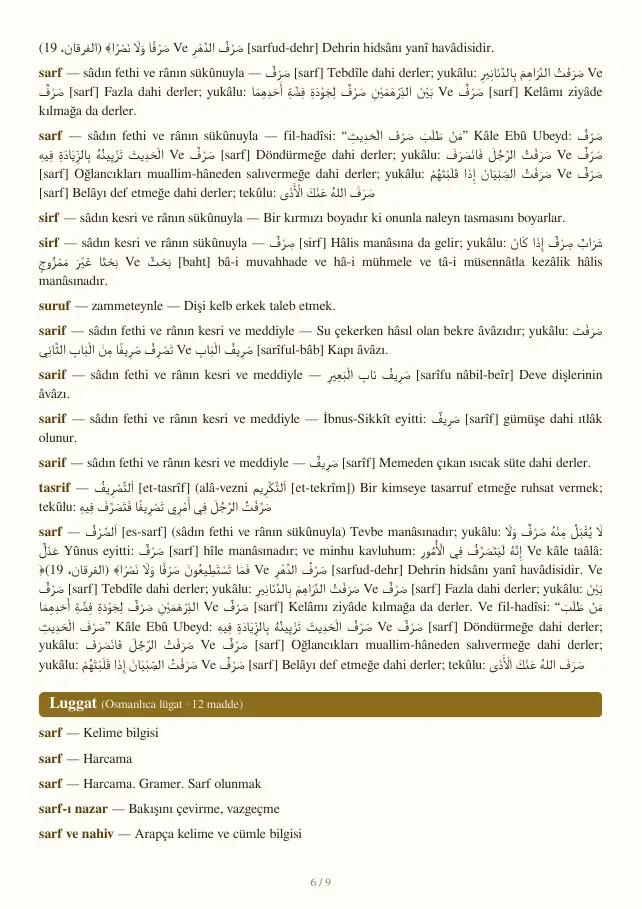 صَرْفًا وَلَا نَصْرًا﴾ (الفرقان، 19) Ve صَرْفُ الدَّهْرِ [sarfud-dehr] Dehrin hidsânı yanî havâdisidir.
sarf — sâdın fethi ve rânın sükûnuyla — صَرْفٌ [sarf] Tebdîle dahi derler; yukâlu: صَرَفْتُ الدَّرَاهِمَ بِالدَّنَانِيرِ Ve
صَرْفٌ [sarf] Fazla dahi derler; yukâlu: بَيْنَ الدِّرْهَمَيْنِ صَرْفٌ لِجَوْدَةِ فِضَّةِ أَحَدِهِمَا Ve صَرْفٌ [sarf] Kelâmı ziyâde
kılmağa da derler.
sarf — sâdın fethi ve rânın sükûnuyla — fil-hadîsi: “مَنْ طَلَبَ صَرْفَ الْحَدِيثِ” Kâle Ebû Ubeyd: صَرْفُ
الْحَدِيثَ تَزْيِينُهُ بِالزِّيَادَةِ فِيهِ Ve صَرْفٌ [sarf] Döndürmeğe dahi derler; yukâlu: صَرَفْتُ الرَّجُلَ فَانْصَرَفَ Ve صَرْفٌ
[sarf] Oğlancıkları muallim-hâneden salıvermeğe dahi derler; yukâlu: صَرَفْتُ الصِّبْيَانَ إِذَا قَلَبْتَهُمْ Ve صَرْفٌ
[sarf] Belâyı def etmeğe dahi derler; tekûlu: صَرَفَ اللهُ عَنْكَ الْأَذَى
sirf — sâdın kesri ve rânın sükûnuyla — Bir kırmızı boyadır ki onunla naleyn tasmasını boyarlar.
sirf — sâdın kesri ve rânın sükûnuyla — صِرْفٌ [sirf] Hâlis manâsına da gelir; yukâlu: شَرَابٌ صِرْفٌ إِذَا كَانَ
بَحْتًا غَيْرَ مَمْزُوجٍ Ve بَحْتٌ [baht] bâ-i muvahhade ve hâ-i mühmele ve tâ-i müsennâtla kezâlik hâlis
manâsınadır.
suruf — zammeteynle — Dişi kelb erkek taleb etmek.
sarif — sâdın fethi ve rânın kesri ve meddiyle — Su çekerken hâsıl olan bekre âvâzıdır; yukâlu: صَرَفَت
تَصْرِفُ صَرِيفًا مِنَ الْبَابِ الثَّانِي Ve صَرِيفُ الْبَابِ [sarîful-bâb] Kapı âvâzı.
sarif — sâdın fethi ve rânın kesri ve meddiyle — صَرِيفُ نَابِ الْبَعِيرِ [sarîfu nâbil-beîr] Deve dişlerinin
âvâzı.
sarif — sâdın fethi ve rânın kesri ve meddiyle — İbnus-Sikkît eyitti: صَرِيفٌ [sarîf] gümüşe dahi ıtlâk
olunur.
sarif — sâdın fethi ve rânın kesri ve meddiyle — صَرِيفٌ [sarîf] Memeden çıkan ısıcak süte dahi derler.
tasrif — اَلتَّصْرِيفُ [et-tasrîf] (alâ-vezni اَلتَّكْرِيم [et-tekrîm]) Bir kimseye tasarruf etmeğe ruhsat vermek;
tekûlu: صَرَّفْتُ الرَّجُلَ فِي أَمْرِي تَصْرِيفًا فَتَصَرَّفَ فِيهِ
sarf — اَلصَّرْفُ [es-sarf] (sâdın fethi ve rânın sükûnuyla) Tevbe manâsınadır; yukâlu: لَا يُقْبَلُ مِنْهُ صَرْفٌ وَلَا
عَدْلٌ Yûnus eyitti: صَرْفٌ [sarf] hîle manâsınadır; ve minhu kavluhum: إِنَّهُ لَيَتَصَرَّفُ فِي الْأُمُورِ Ve kâle taâlâ:
﴿فَمَا تَسْتَطِيعُونَ صَرْفًا وَلَا نَصْرًا﴾ (الفرقان، 19) Ve صَرْفُ الدَّهْرِ [sarfud-dehr] Dehrin hidsânı yanî havâdisidir. Ve
صَرْفٌ [sarf] Tebdîle dahi derler; yukâlu: صَرَفْتُ الدَّرَاهِمَ بِالدَّنَانِيرِ Ve صَرْفٌ [sarf] Fazla dahi derler; yukâlu: بَيْنَ
الدِّرْهَمَيْنِ صَرْفٌ لِجَوْدَةِ فِضَّةِ أَحَدِهِمَا Ve صَرْفٌ [sarf] Kelâmı ziyâde kılmağa da derler. Ve fil-hadîsi: “مَنْ طَلَبَ
صَرْفَ الْحَدِيثِ” Kâle Ebû Ubeyd: صَرْفُ الْحَدِيثَ تَزْيِينُهُ بِالزِّيَادَةِ فِيهِ Ve صَرْفٌ [sarf] Döndürmeğe dahi derler;
yukâlu: صَرَفْتُ الرَّجُلَ فَانْصَرَفَ Ve صَرْفٌ [sarf] Oğlancıkları muallim-hâneden salıvermeğe dahi derler;
yukâlu: صَرَفْتُ الصِّبْيَانَ إِذَا قَلَبْتَهُمْ Ve صَرْفٌ [sarf] Belâyı def etmeğe dahi derler; tekûlu: صَرَفَ اللهُ عَنْكَ الْأَذَى
Luggat (Osmanlıca lügat · 12 madde)
sarf — Kelime bilgisi
sarf — Harcama
sarf — Harcama. Gramer. Sarf olunmak
sarf-ı nazar — Bakışını çevirme, vazgeçme
sarf ve nahiv — Arapça kelime ve cümle bilgisi
6 / 9